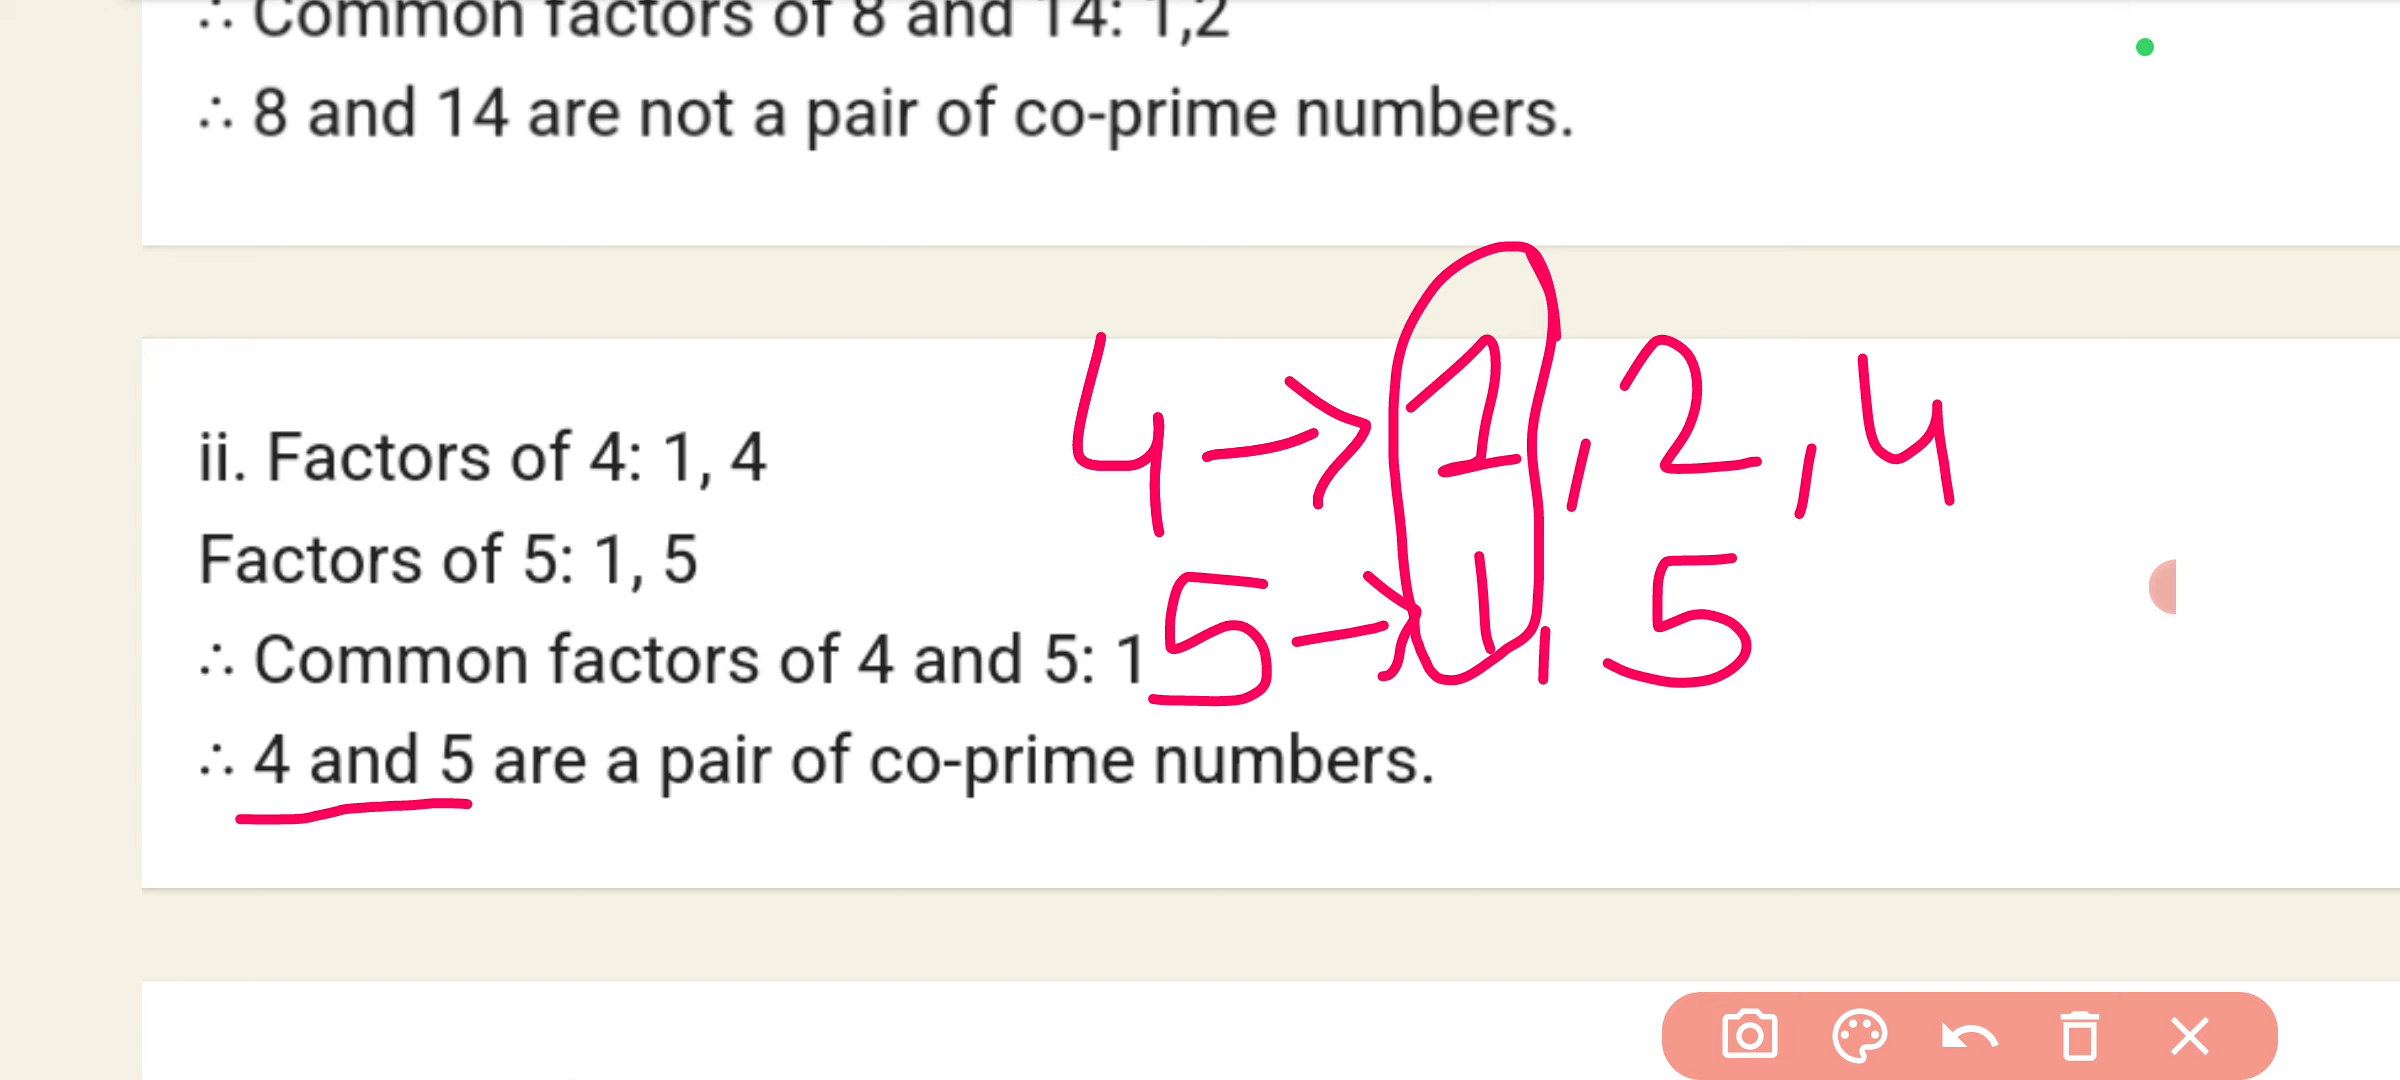 ∴ Common factors of 8 and 14: 1,2
∴ 8 and 14 are not a pair of co-prime numbers.
4 → 1, 2, 4
ii. Factors of 4: 1, 4
Factors of 5: 1, 5
5 → 1, 5
∴ Common factors of 4 and 5: 1
∴ 4 and 5 are a pair of co-prime numbers.